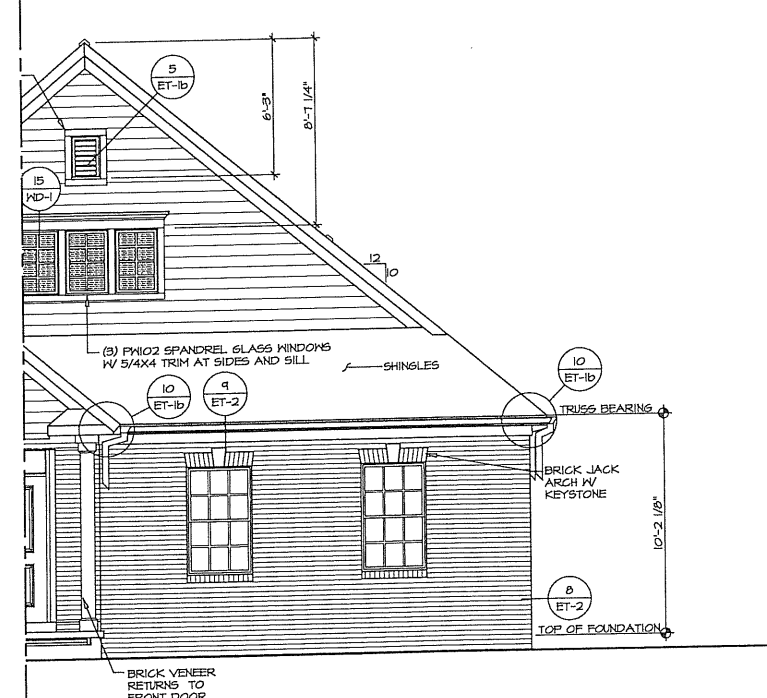 5
ET-1b
6'-3"
8'-7 1/4"
15
WD-1
12
10
(3) PW102 SPANDREL GLASS WINDOWS
W/ 5/4X4 TRIM AT SIDES AND SILL
SHINGLES
10
ET-1b
9
ET-2
10
ET-1b
TRUSS BEARING
BRICK JACK
ARCH W/
KEYSTONE
10'-2 1/8"
8
ET-2
TOP OF FOUNDATION
BRICK VENEER
RETURNS TO
FRONT DOOR